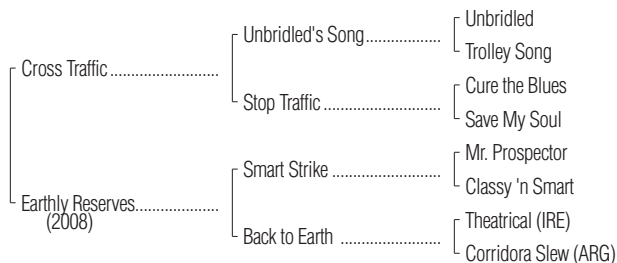 Unbridled
Unbridled's Song
Trolley Song
Cross Traffic
Cure the Blues
Stop Traffic
Save My Soul
Mr. Prospector
Smart Strike
Classy 'n Smart
Earthly Reserves
(2008)
Theatrical (IRE)
Back to Earth
Corridora Slew (ARG)